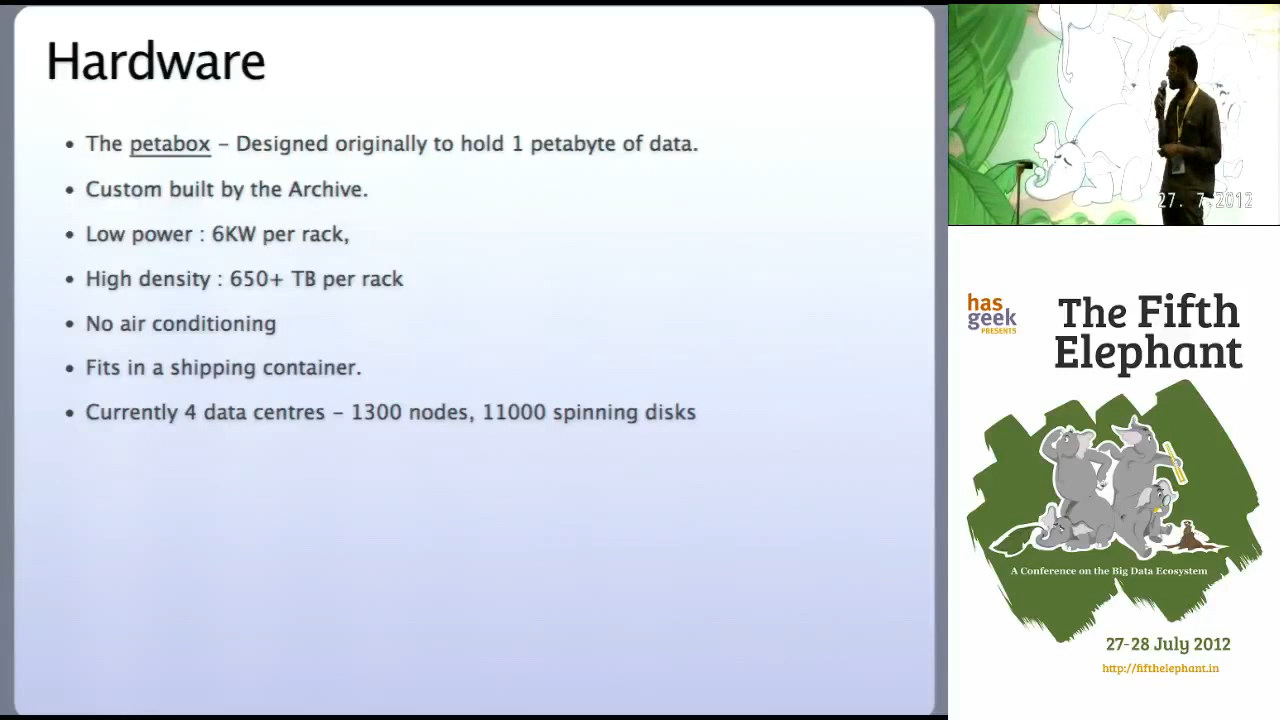 Hardware
• The petabox – Designed originally to hold 1 petabyte of data.
• Custom built by the Archive.
• Low power : 6KW per rack,
• High density : 650+ TB per rack
• No air conditioning
• Fits in a shipping container.
• Currently 4 data centres – 1300 nodes, 11000 spinning disks
27. 7.2012
has
geek
PRESENTS
The Fifth
Elephant
A Conference on the Big Data Ecosystem
27-28 July 2012
http://fifthelephant.in